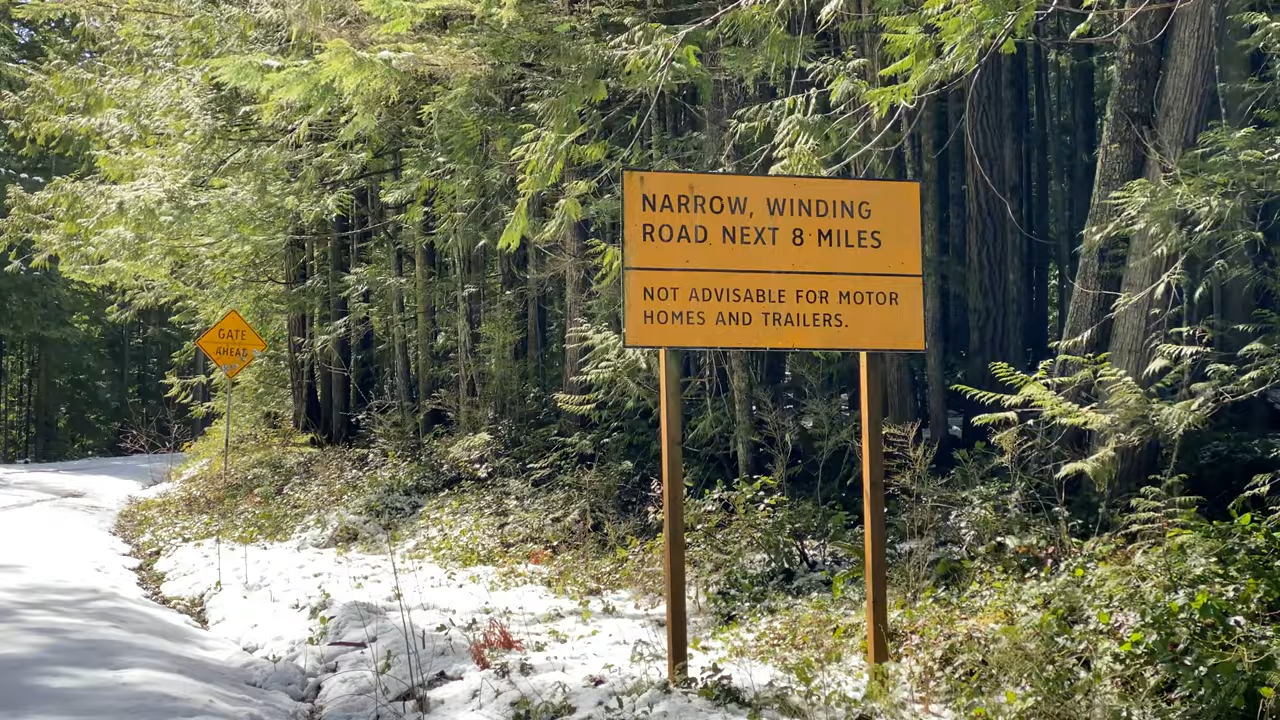 NARROW, WINDING
ROAD NEXT 8 MILES
NOT ADVISABLE FOR MOTOR
HOMES AND TRAILERS.
GATE
AHEAD